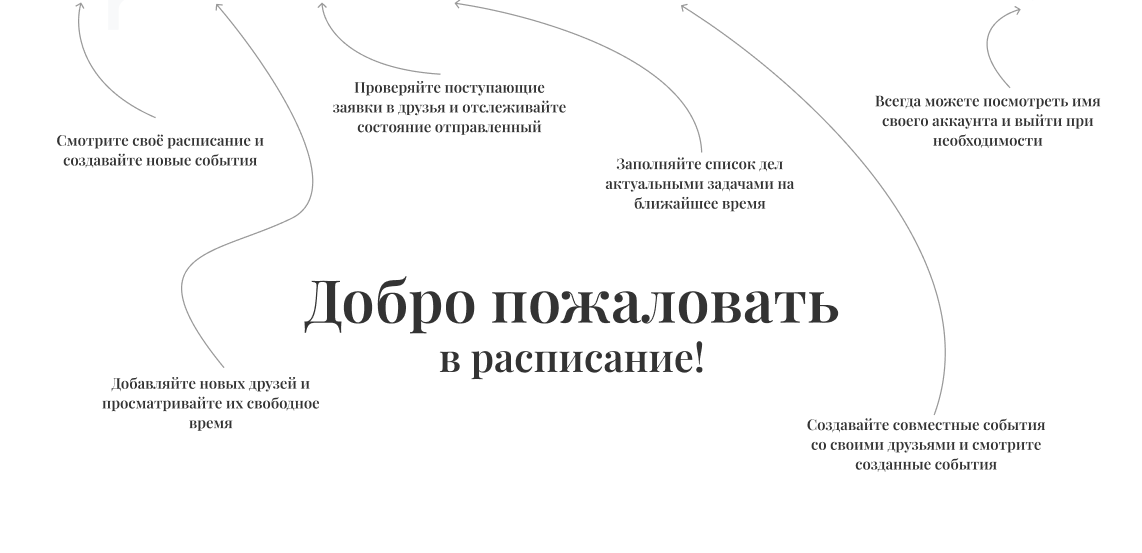 Проверяйте поступающие
заявки в друзья и отслеживайте
состояние отправленный
Всегда можете посмотреть имя
своего аккаунта и выйти при
необходимости
Смотрите своё расписание и
создавайте новые события
Заполняйте список дел
актуальными задачами на
ближайшее время
Добро пожаловать
в расписание!
Добавляйте новых друзей и
просматривайте их свободное
время
Создавайте совместные события
со своими друзьями и смотрите
созданные события